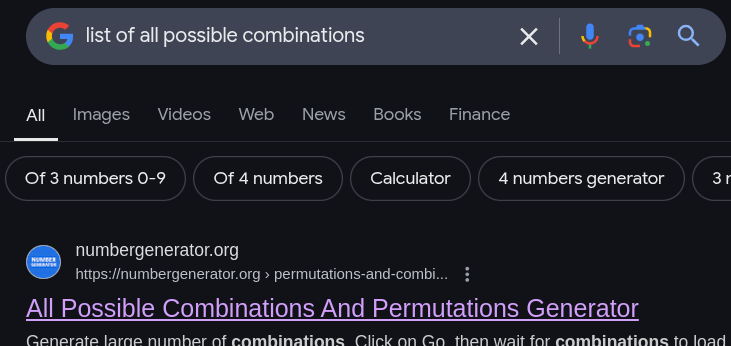 list of all possible combinations
All Images Videos Web News Books Finance
Of 3 numbers 0-9 Of 4 numbers Calculator 4 numbers generator 3
NUMBER
GENERATOR
numbergenerator.org
https://numbergenerator.org › permutations-and-combi...
All Possible Combinations And Permutations Generator
Generate large number of combinations. Click on Go, then wait for combinations to load